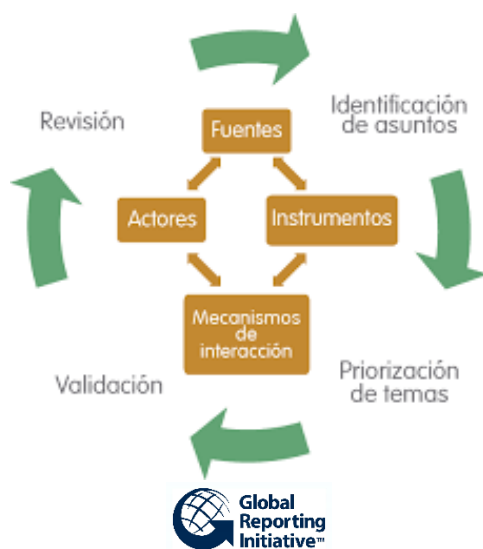 Revisión
Identificación
de asuntos
Fuentes
Actores
Instrumentos
Mecanismos
de
interacción
Validación
Priorización
de temas
Global
Reporting
Initiative™